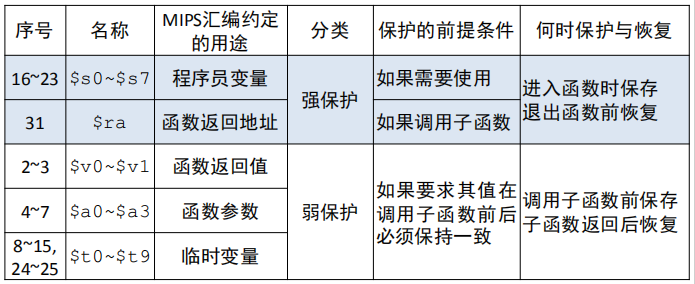 序号 名称 MIPS汇编约定的用途 分类 保护的前提条件 何时保护与恢复
16~23 $s0~$s7 程序员变量 强保护 如果需要使用 进入函数时保存 退出函数前恢复
31 $ra 函数返回地址 如果调用子函数
2~3 $v0~$v1 函数返回值 弱保护 如果要求其值在调用子函数前后必须保持一致 调用子函数前保存 子函数返回后恢复
4~7 $a0~$a3 函数参数
8~15, 24~25 $t0~$t9 临时变量